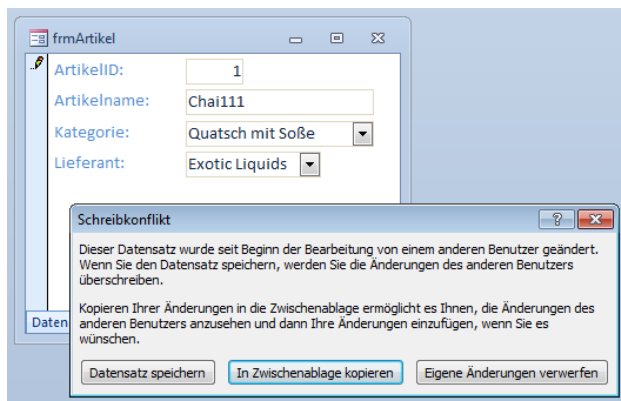 frmArtikel
ArtikelID: 1
Artikelname: Chai111
Kategorie: Quatsch mit Soße
Lieferant: Exotic Liquids
Schreibkonflikt
Dieser Datensatz wurde seit Beginn der Bearbeitung von einem anderen Benutzer geändert.
Wenn Sie den Datensatz speichern, werden Sie die Änderungen des anderen Benutzers
überschreiben.
Kopieren Ihrer Änderungen in die Zwischenablage ermöglicht es Ihnen, die Änderungen des
anderen Benutzers anzusehen und dann Ihre Änderungen einzufügen, wenn Sie es
wünschen.
Daten
Datensatz speichern In Zwischenablage kopieren Eigene Änderungen verwerfen